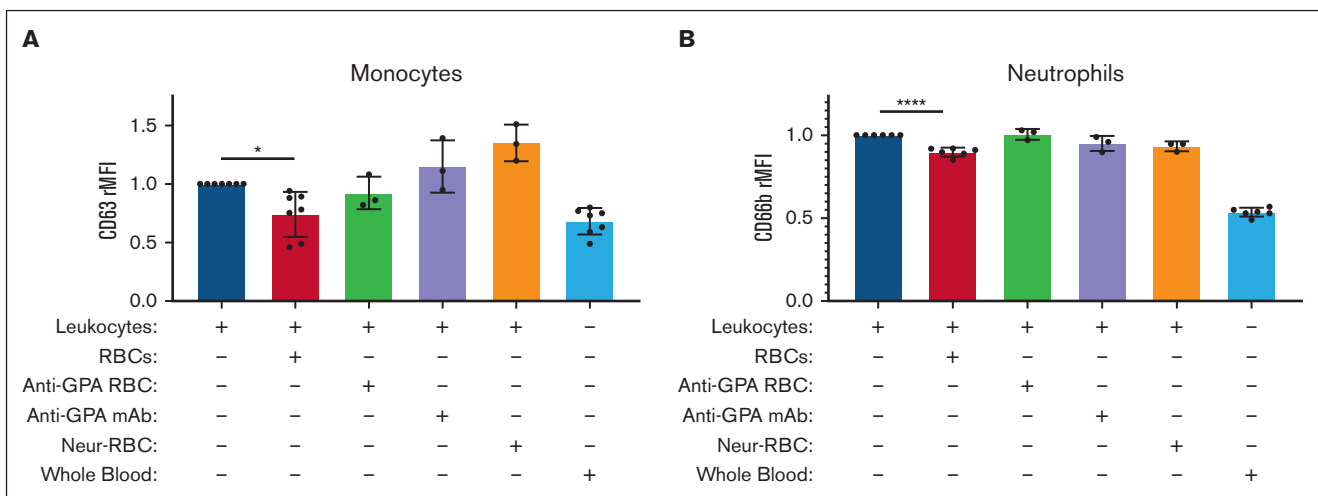 A
Monocytes
*
CD63 rMFI
1.5
1.0
0.5
0.0
Leukocytes: + + + + + –
RBCs: – + – – – –
Anti-GPA RBC: – – + – – –
Anti-GPA mAb: – – – + – –
Neur-RBC: – – – – + –
Whole Blood: – – – – – +
B
Neutrophils
****
CD66b rMFI
1.0
0.5
0.0
Leukocytes: + + + + + –
RBCs: – + – – – –
Anti-GPA RBC: – – + – – –
Anti-GPA mAb: – – – + – –
Neur-RBC: – – – – + –
Whole Blood: – – – – – +